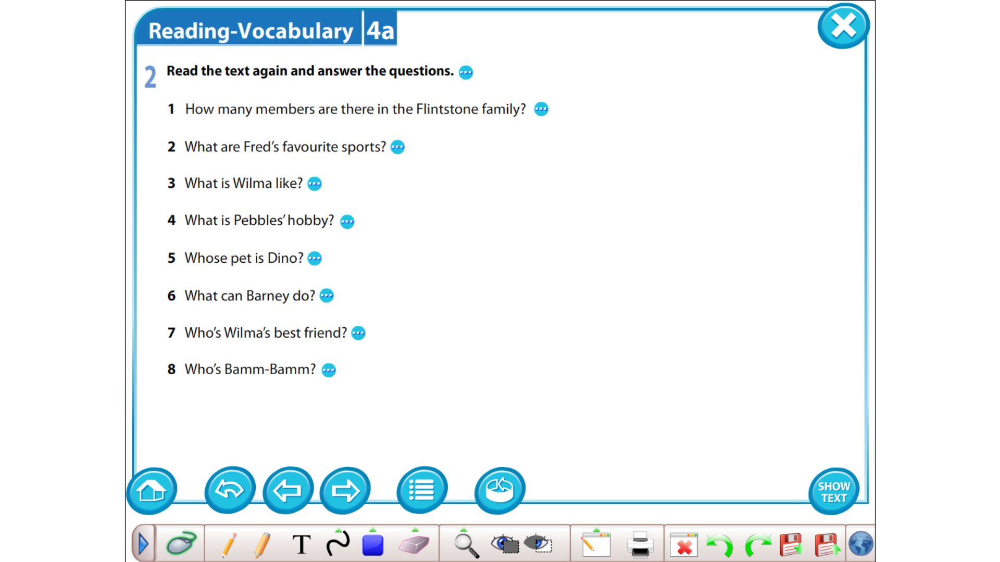 Reading-Vocabulary 4a
2 Read the text again and answer the questions.
1 How many members are there in the Flintstone family?
2 What are Fred's favourite sports?
3 What is Wilma like?
4 What is Pebbles' hobby?
5 Whose pet is Dino?
6 What can Barney do?
7 Who's Wilma's best friend?
8 Who's Bamm-Bamm?
SHOW
TEXT
T